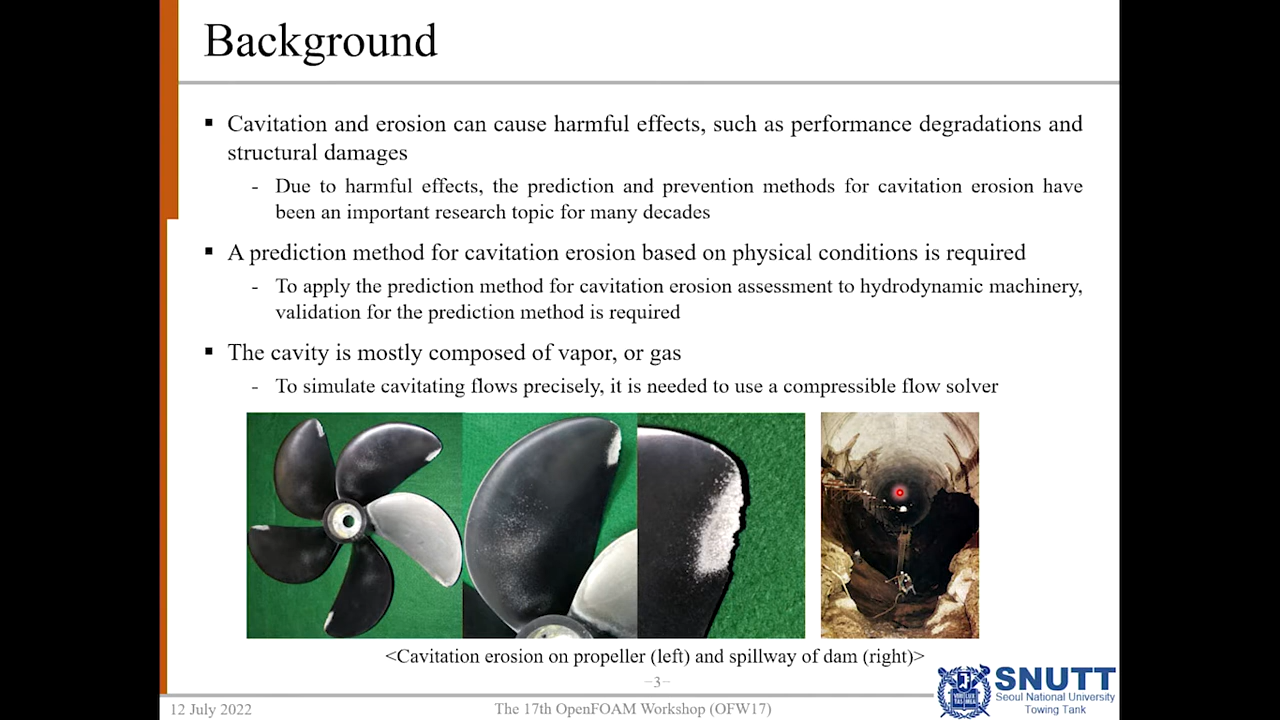 Background
▪ Cavitation and erosion can cause harmful effects, such as performance degradations and
structural damages
- Due to harmful effects, the prediction and prevention methods for cavitation erosion have
been an important research topic for many decades
▪ A prediction method for cavitation erosion based on physical conditions is required
- To apply the prediction method for cavitation erosion assessment to hydrodynamic machinery,
validation for the prediction method is required
▪ The cavity is mostly composed of vapor, or gas
- To simulate cavitating flows precisely, it is needed to use a compressible flow solver
<Cavitation erosion on propeller (left) and spillway of dam (right)>
–3–
SNUTT
Seoul National University
Towing Tank
12 July 2022
The 17th OpenFOAM Workshop (OFW17)